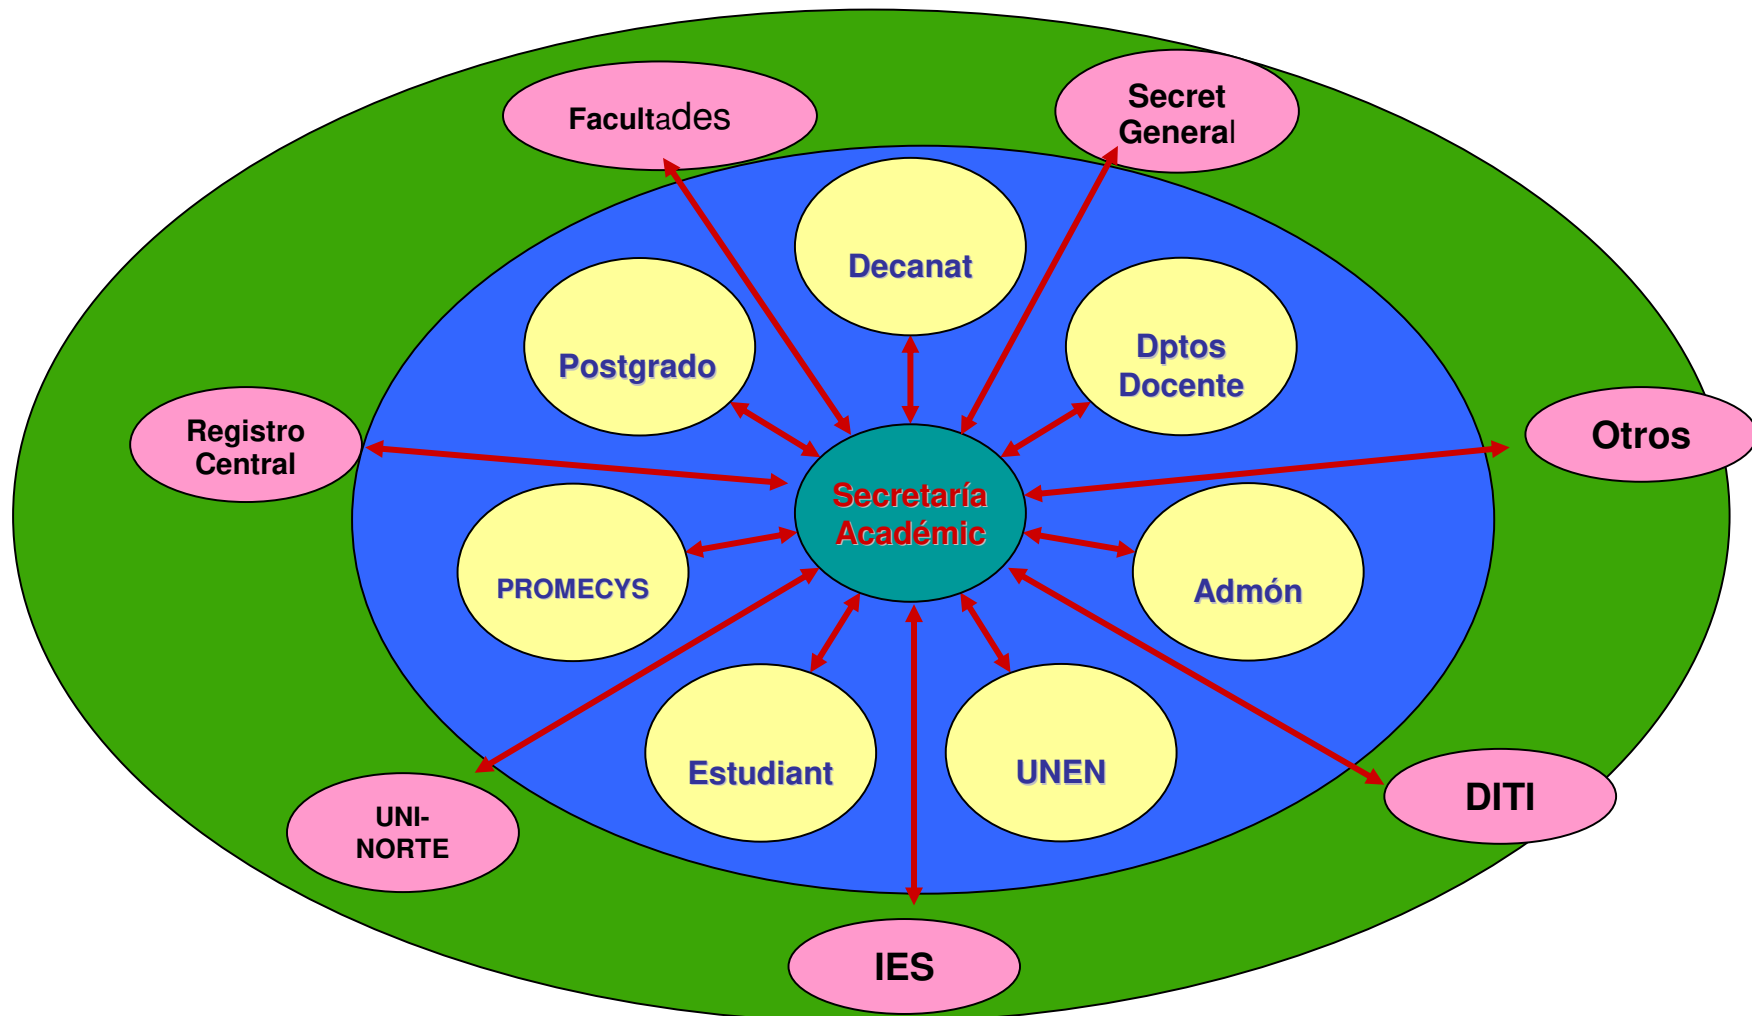 Secret
General
Facultades
Decanat
Dptos
Docente
Postgrado
Registro
Central
Otros
Secretaría
Académic
PROMECYS
Admón
Estudiant
UNEN
DITI
UNI-
NORTE
IES